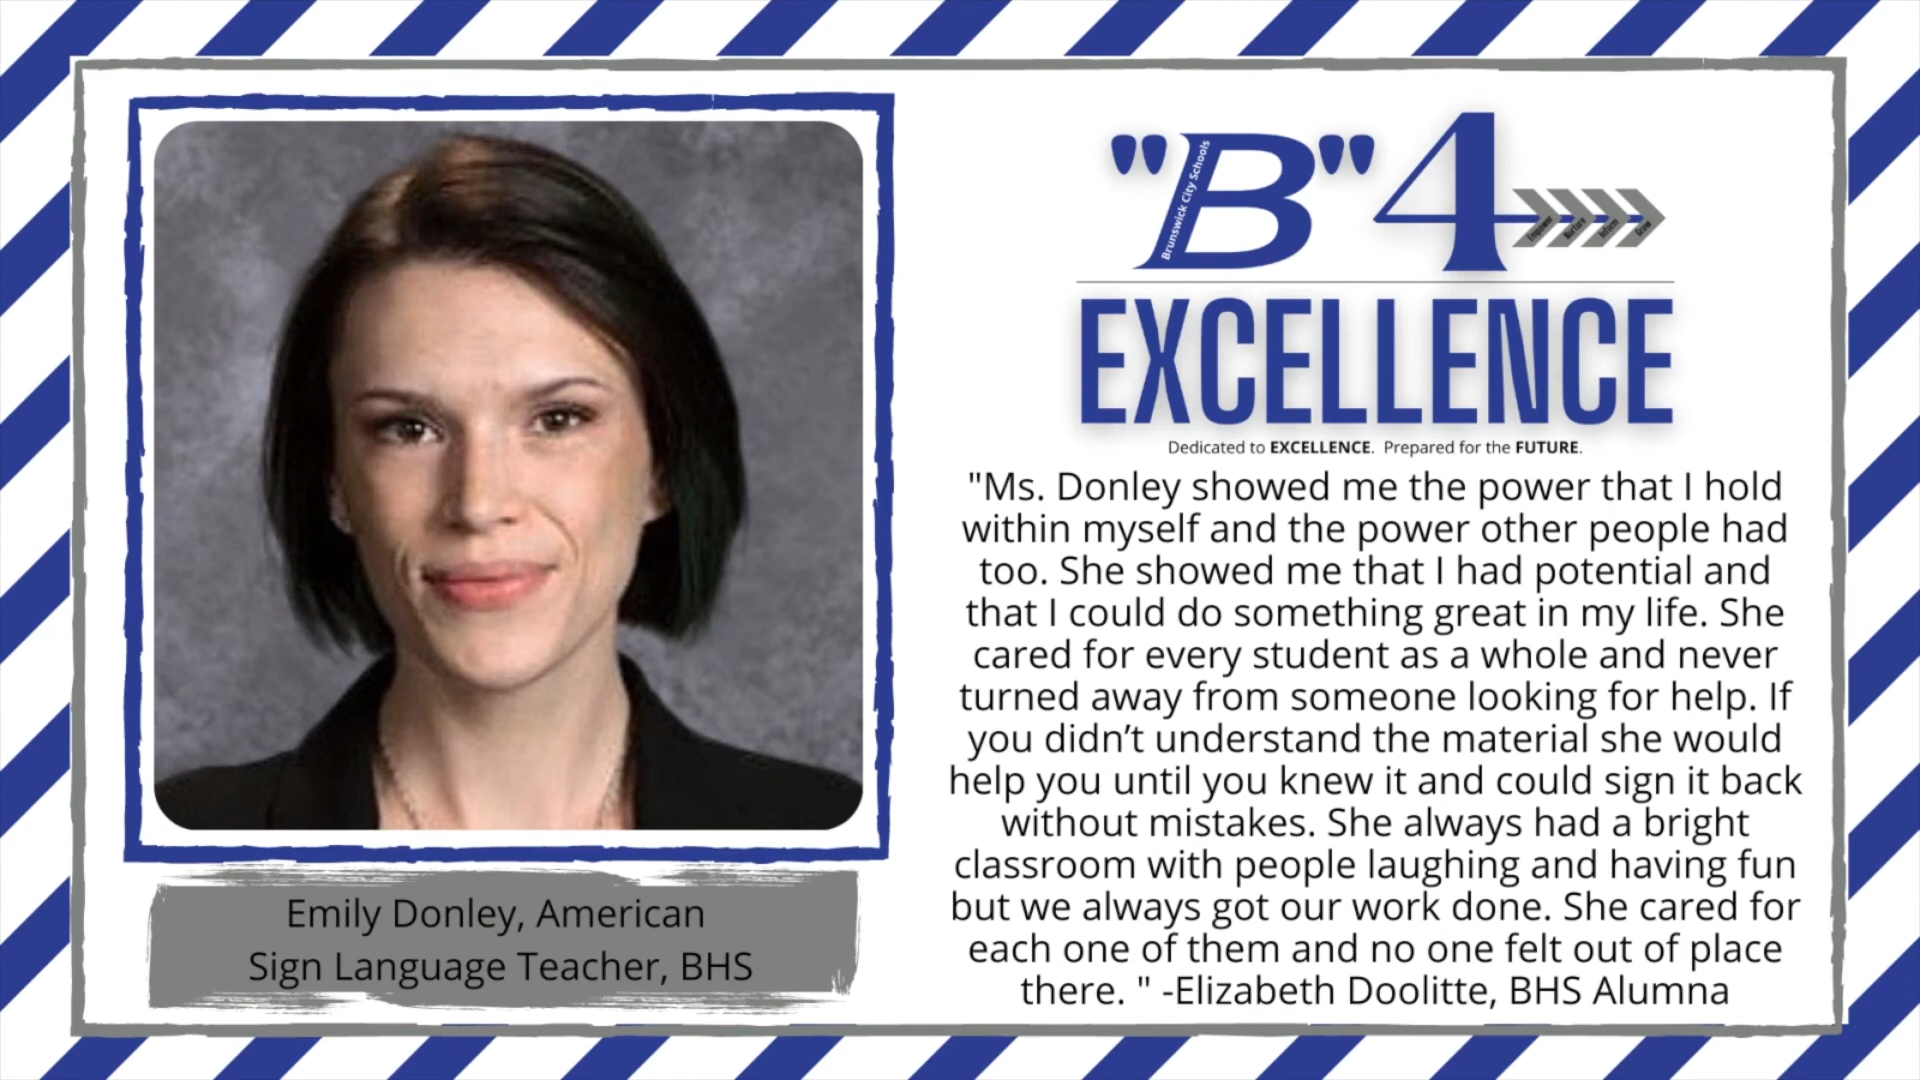 "B"4
Brunswick City Schools
Empower
Nurture
Inform
Grow
EXCELLENCE
Dedicated to EXCELLENCE. Prepared for the FUTURE.
"Ms. Donley showed me the power that I hold
within myself and the power other people had
too. She showed me that I had potential and
that I could do something great in my life. She
cared for every student as a whole and never
turned away from someone looking for help. If
you didn’t understand the material she would
help you until you knew it and could sign it back
without mistakes. She always had a bright
classroom with people laughing and having fun
but we always got our work done. She cared for
each one of them and no one felt out of place
there. " -Elizabeth Doolitte, BHS Alumna
Emily Donley, American
Sign Language Teacher, BHS